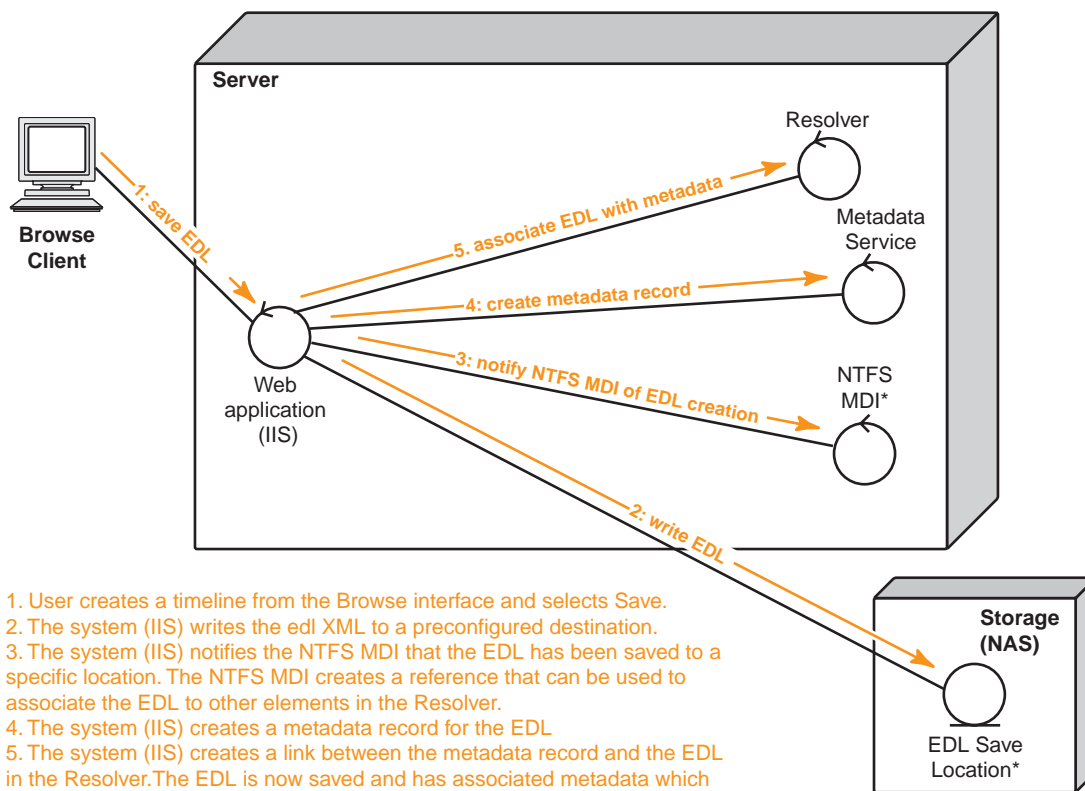 Server
Resolver
1: save EDL
5. associate EDL with metadata
Metadata
Service
Browse
Client
4: create metadata record
3: notify NTFS MDI of EDL creation
NTFS
MDI*
Web
application
(IIS)
2: write EDL
1. User creates a timeline from the Browse interface and selects Save.
2. The system (IIS) writes the edl XML to a preconfigured destination.
3. The system (IIS) notifies the NTFS MDI that the EDL has been saved to a
specific location. The NTFS MDI creates a reference that can be used to
associate the EDL to other elements in the Resolver.
4. The system (IIS) creates a metadata record for the EDL
5. The system (IIS) creates a link between the metadata record and the EDL
in the Resolver.The EDL is now saved and has associated metadata which
Storage
(NAS)
EDL Save
Location*